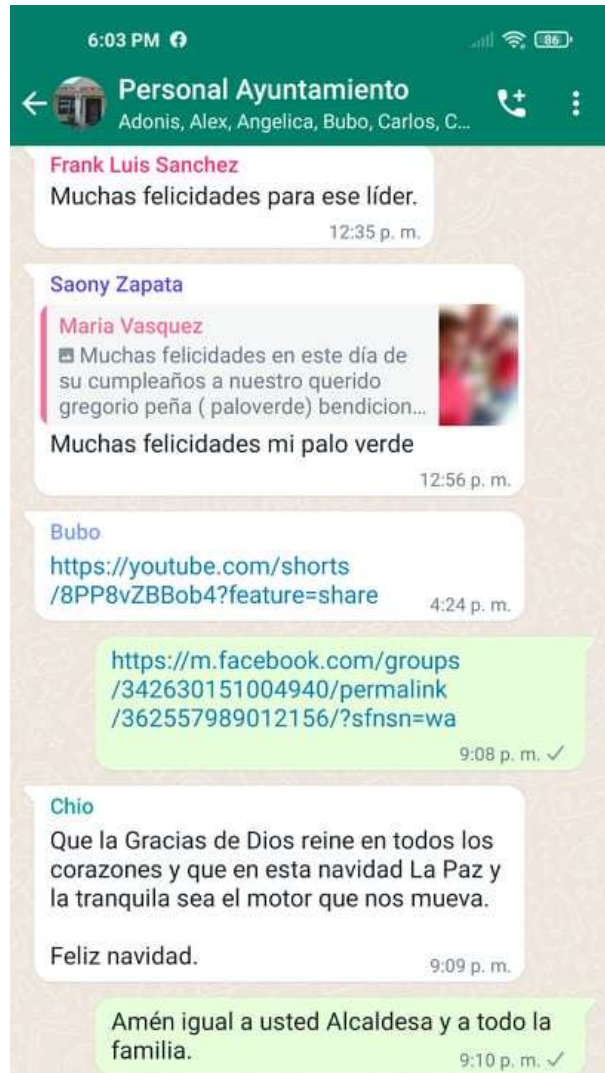 6:03 PM
86
Personal Ayuntamiento
Adonis, Alex, Angelica, Bubo, Carlos, C...
Frank Luis Sanchez
Muchas felicidades para ese líder.
12:35 p. m.
Saony Zapata
Maria Vasquez
Muchas felicidades en este día de
su cumpleaños a nuestro querido
gregorio peña ( paloverde) bendicion...
Muchas felicidades mi palo verde
12:56 p. m.
Bubo
https://youtube.com/shorts
/8PP8vZBBob4?feature=share
4:24 p. m.
https://m.facebook.com/groups
/342630151004940/permalink
/362557989012156/?sfnsn=wa
9:08 p. m.
Chio
Que la Gracias de Dios reine en todos los
corazones y que en esta navidad La Paz y
la tranquila sea el motor que nos mueva.
Feliz navidad.
9:09 p. m.
Amén igual a usted Alcaldesa y a todo la
familia.
9:10 p. m.